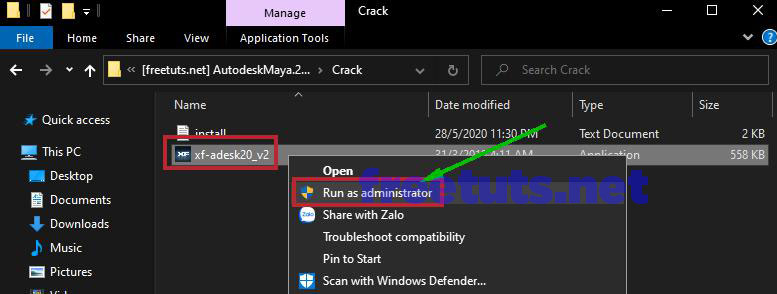 Manage
Crack
File
Home
Share
View
Application Tools
« [freetuts.net] AutodeskMaya.2... > Crack
Search Crack
Name
Date modified
Type
Size
Quick access
install
28/5/2020 11:30 PM
Text Document
2 KB
xf-adesk20_v2
4:11 AM
Application
558 KB
This PC
Open
Desktop
Run as administrator
freetuts.net
Documents
Share with Zalo
Downloads
Troubleshoot compatibility
Music
Pin to Start
Pictures
Scan with Windows Defender...